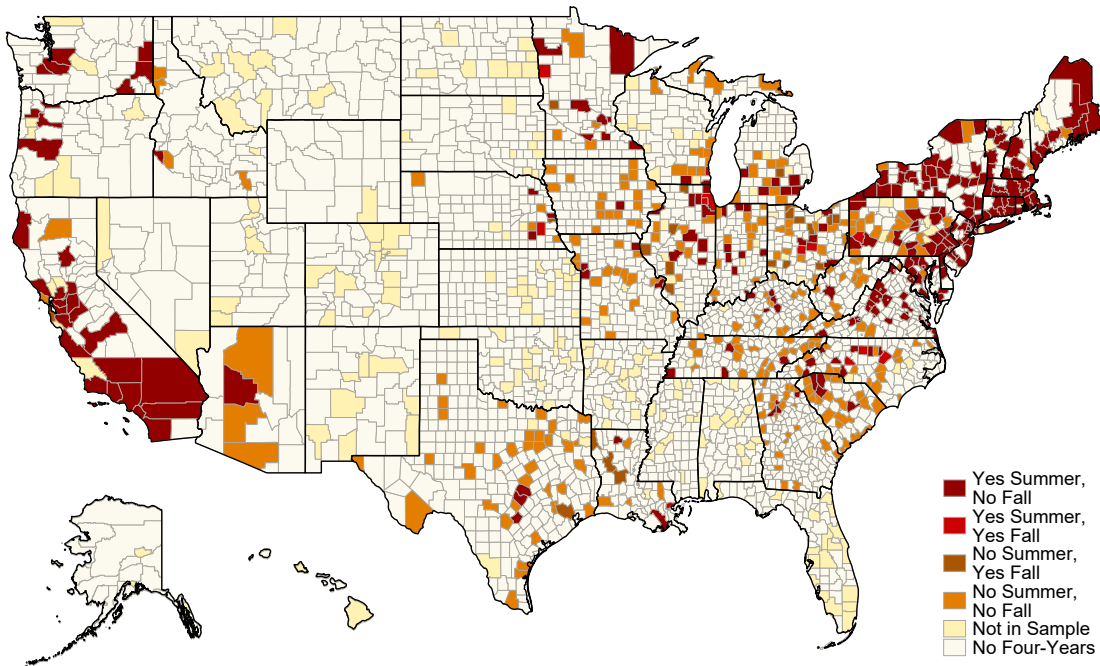 Yes Summer,
No Fall
Yes Summer,
Yes Fall
No Summer,
Yes Fall
No Summer,
No Fall
Not in Sample
No Four-Years